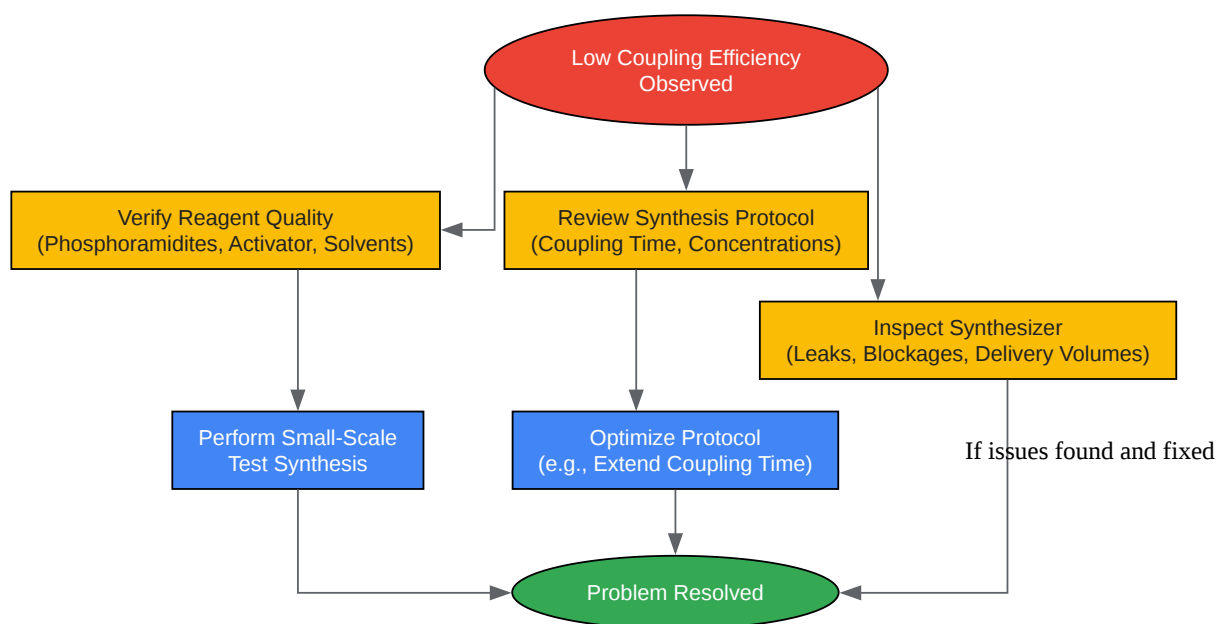 Low Coupling Efficiency
Observed
Verify Reagent Quality
(Phosphoramidites, Activator, Solvents)
Review Synthesis Protocol
(Coupling Time, Concentrations)
Inspect Synthesizer
(Leaks, Blockages, Delivery Volumes)
Perform Small-Scale
Test Synthesis
Optimize Protocol
(e.g., Extend Coupling Time)
If issues found and fixed
Problem Resolved